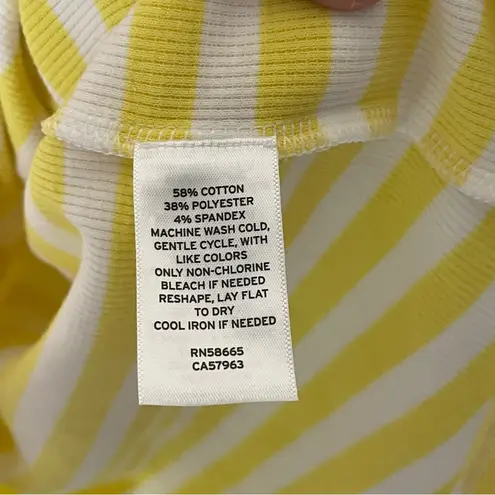 58% COTTON
38% POLYESTER
4% SPANDEX
MACHINE WASH COLD,
GENTLE CYCLE, WITH
LIKE COLORS
ONLY NON-CHLORINE
BLEACH IF NEEDED
RESHAPE, LAY FLAT
TO DRY
COOL IRON IF NEEDED
RN58665
CA57963